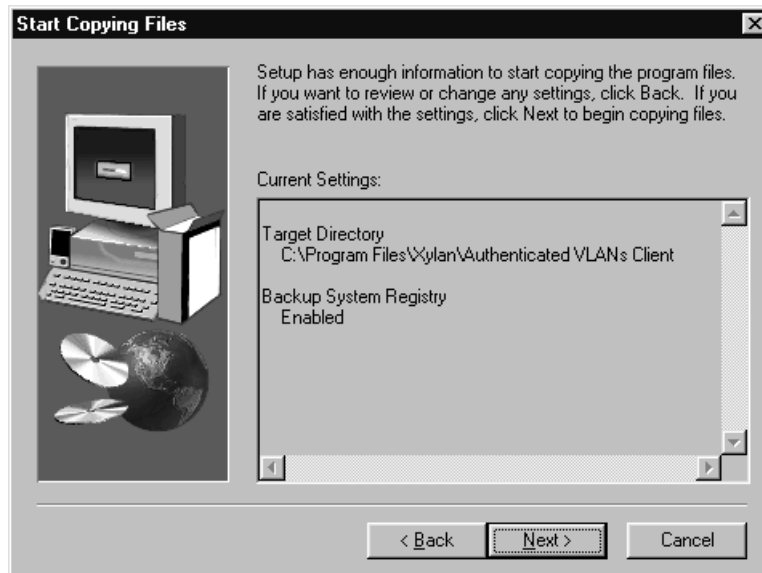 Start Copying Files
Setup has enough information to start copying the program files.
If you want to review or change any settings, click Back. If you
are satisfied with the settings, click Next to begin copying files.
Current Settings:
Target Directory
C:\Program Files\Xylan\Authenticated VLANs Client
Backup System Registry
Enabled
< Back
Next >
Cancel